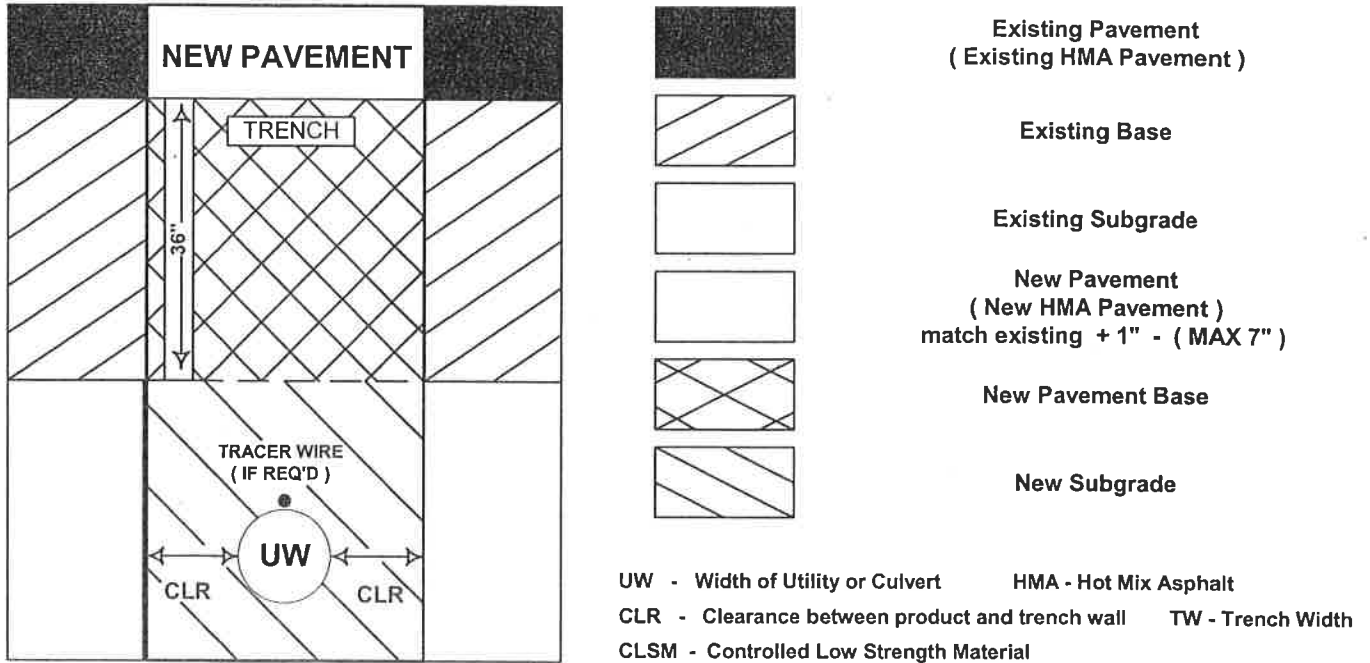 NEW PAVEMENT
TRENCH
36"
TRACER WIRE
( IF REQ'D )
UW
CLR
CLR
Existing Pavement
( Existing HMA Pavement )
Existing Base
Existing Subgrade
New Pavement
( New HMA Pavement )
match existing + 1" - ( MAX 7" )
New Pavement Base
New Subgrade
UW - Width of Utility or Culvert HMA - Hot Mix Asphalt
CLR - Clearance between product and trench wall TW - Trench Width
CLSM - Controlled Low Strength Material